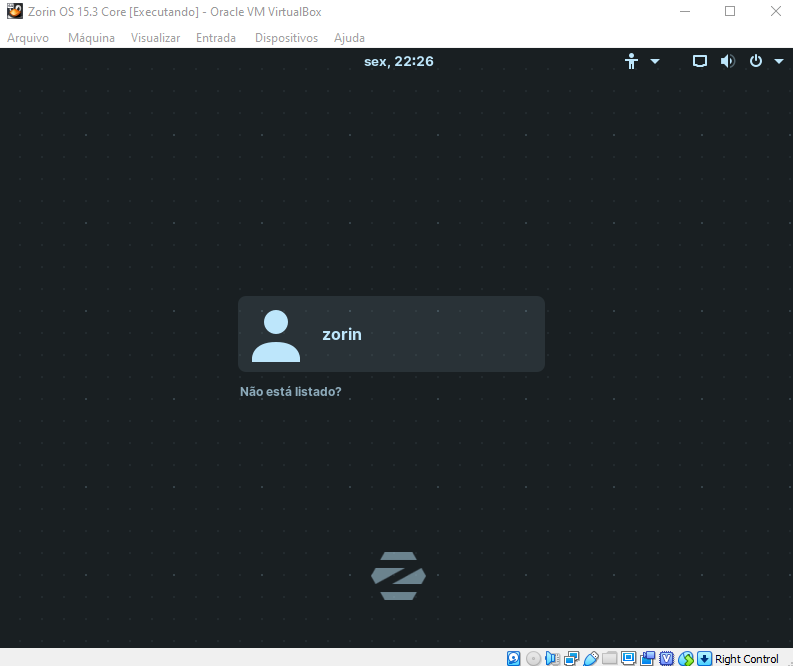 Zorin OS 15.3 Core [Executando] - Oracle VM VirtualBox
Arquivo Máquina Visualizar Entrada Dispositivos Ajuda
sex, 22:26
zorin
Não está listado?
Right Control